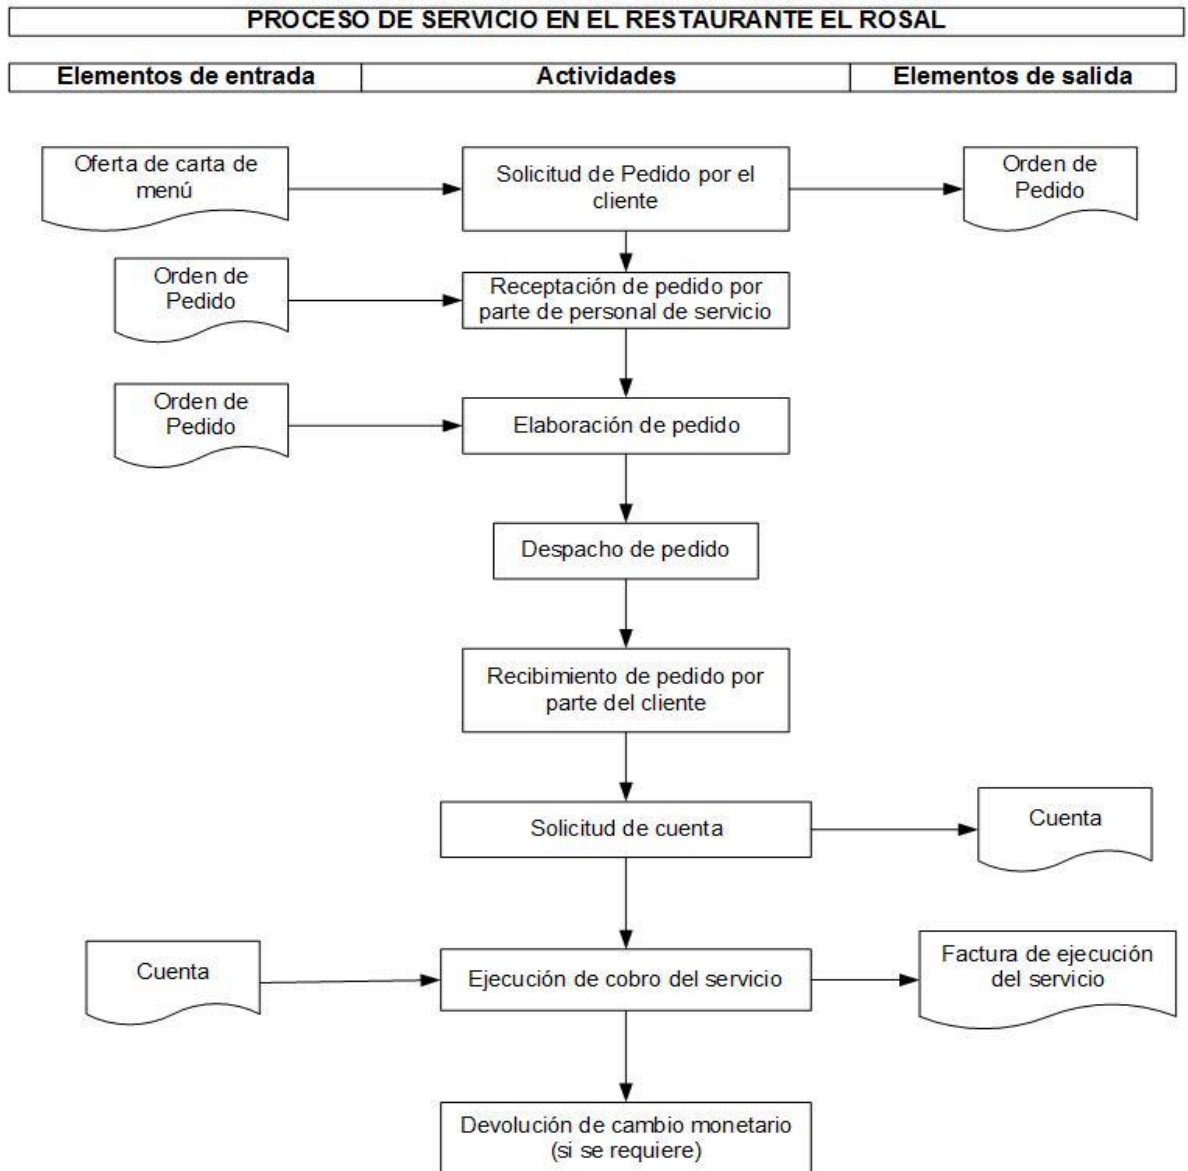 PROCESO DE SERVICIO EN EL RESTAURANTE EL ROSAL
Elementos de entrada
Actividades
Elementos de salida
Oferta de carta de
menú
Solicitud de Pedido por el
cliente
Orden de
Pedido
Orden de
Pedido
Receptación de pedido por
parte de personal de servicio
Orden de
Pedido
Elaboración de pedido
Despacho de pedido
Recibimiento de pedido por
parte del cliente
Solicitud de cuenta
Cuenta
Cuenta
Ejecución de cobro del servicio
Factura de ejecución
del servicio
Devolución de cambio monetario
(si se requiere)